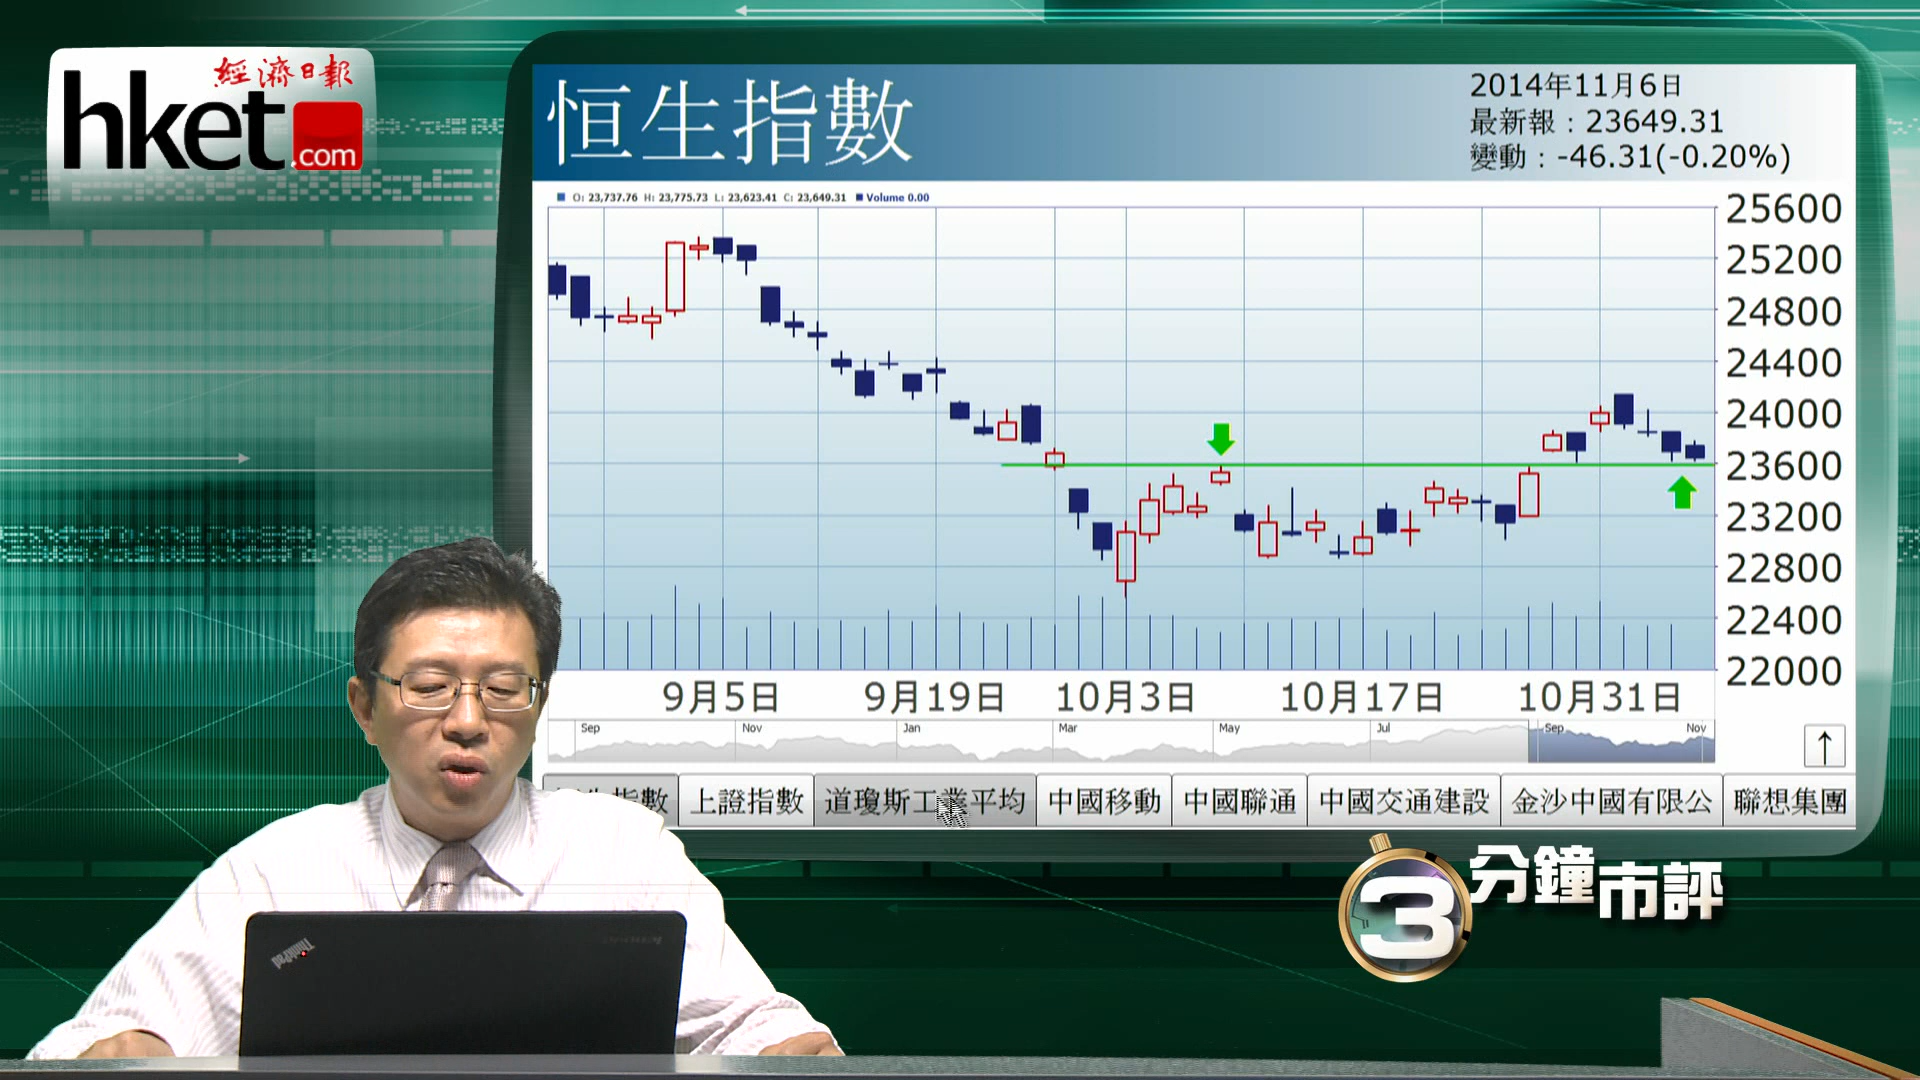 經濟日報
hket.com
恒生指數
2014年11月6日
最新報：23649.31
變動：-46.31(-0.20%)
O: 23,737.76 H: 23,775.73 L: 23,623.41 C: 23,649.31 Volume 0.00
25600
25200
24800
24400
24000
23600
23200
22800
22400
22000
9月5日 9月19日 10月3日 10月17日 10月31日
Sep Nov Jan Mar May Jul Sep Nov
生指數 上證指數 道瓊斯工業平均 中國移動 中國聯通 中國交通建設 金沙中國有限公 聯想集團
3分鐘市評
ThinkPad